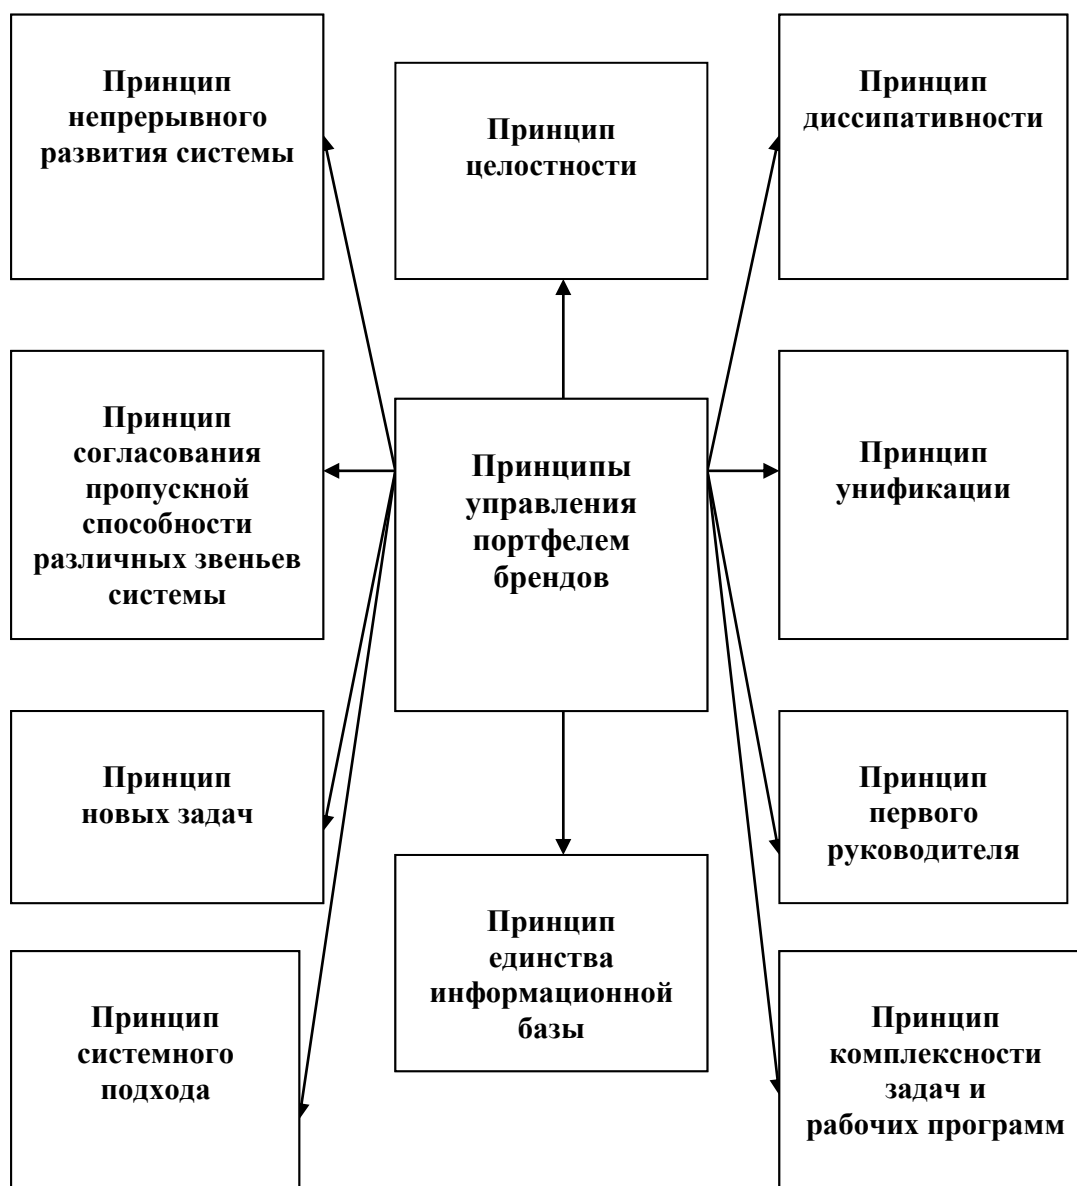 Принцип
непрерывного
развития системы
Принцип
целостности
Принцип
диссипативности
Принцип
согласования
пропускной
способности
различных звеньев
системы
Принципы
управления
портфелем
брендов
Принцип
унификации
Принцип
новых задач
Принцип
первого
руководителя
Принцип
системного
подхода
Принцип
единства
информационной
базы
Принцип
комплексности
задач и
рабочих программ